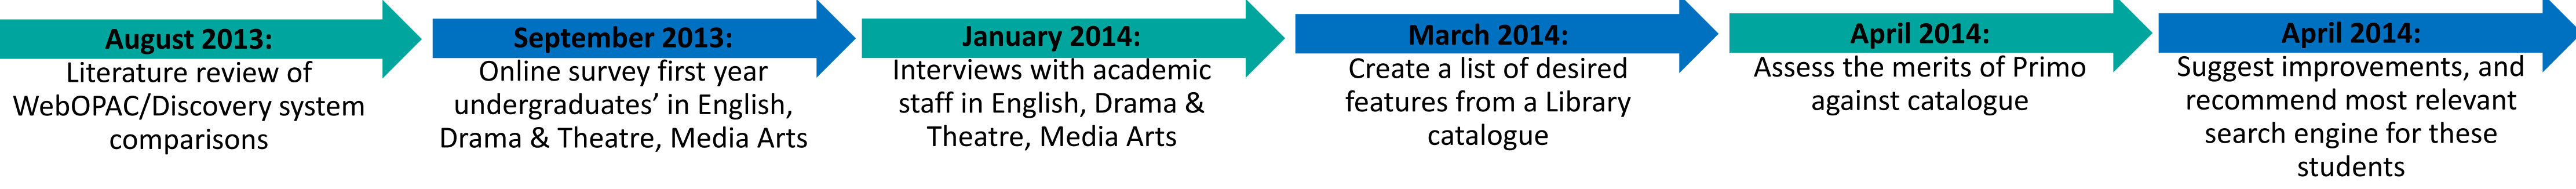 August 2013:
Literature review of
WebOPAC/Discovery system
comparisons
September 2013:
Online survey first year
undergraduates’ in English,
Drama & Theatre, Media Arts
January 2014:
Interviews with academic
staff in English, Drama &
Theatre, Media Arts
March 2014:
Create a list of desired
features from a Library
catalogue
April 2014:
Assess the merits of Primo
against catalogue
April 2014:
Suggest improvements, and
recommend most relevant
search engine for these
students